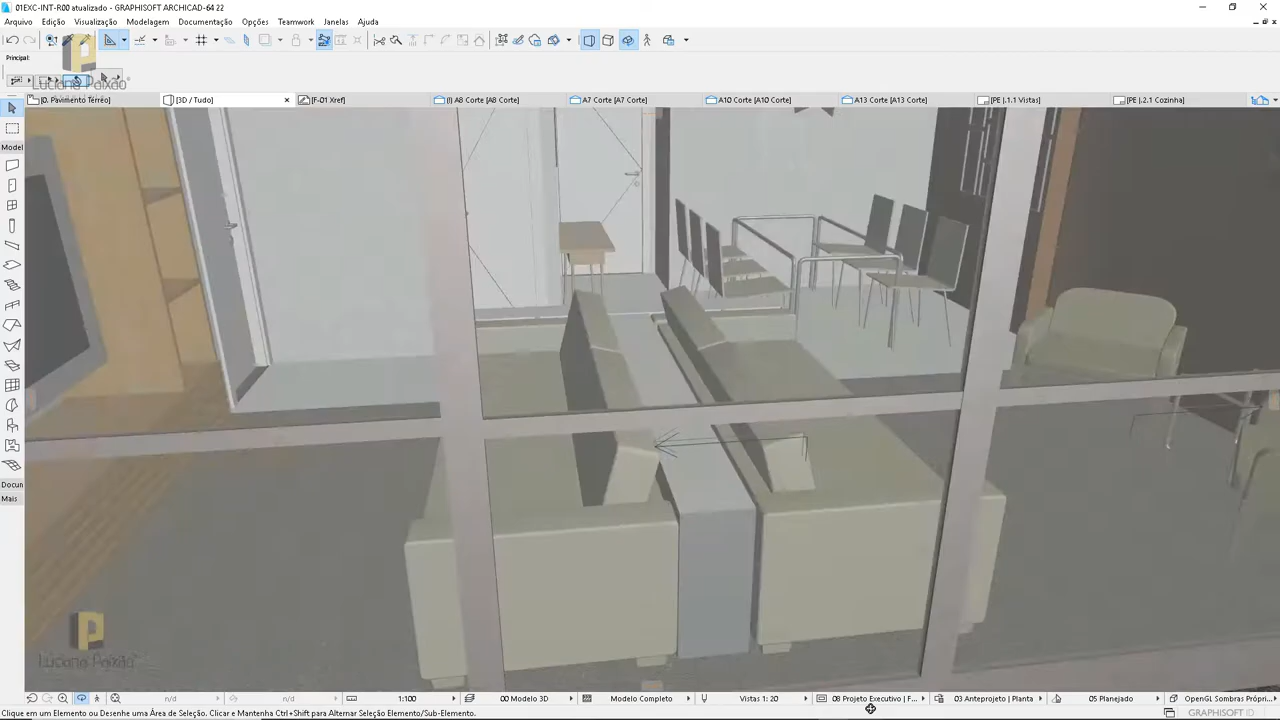 01EXC-INT-R00 atualizado - GRAPHISOFT ARCHICAD-64 22
Arquivo Edição Visualização Modelagem Documentação Opções Teamwork Janelas Ajuda
Principal:
Luciana Paixão
[0. Pavimento Térreo] [3D / Tudo] [F-01 Xref] (!) A8 Corte [A8 Corte] A7 Corte [A7 Corte] A10 Corte [A10 Corte] A13 Corte [A13 Corte] [PE |.1.1 Vistas] [PE |.2.1 Cozinha]
Model
Docun
Mais
Luciana Paixão
n/d n/d 1:100 00 Modelo 3D Modelo Completo Vistas 1: 20 08 Projeto Executivo | F... 03 Anteprojeto | Planta 05 Planejado OpenGL Sombras Própri...
Clique em um Elemento ou Desenhe uma Área de Seleção. Clicar e Manter Ctrl+Shift para Alternar Seleção Elemento/Sub-Elemento.
GRAPHISOFT ID